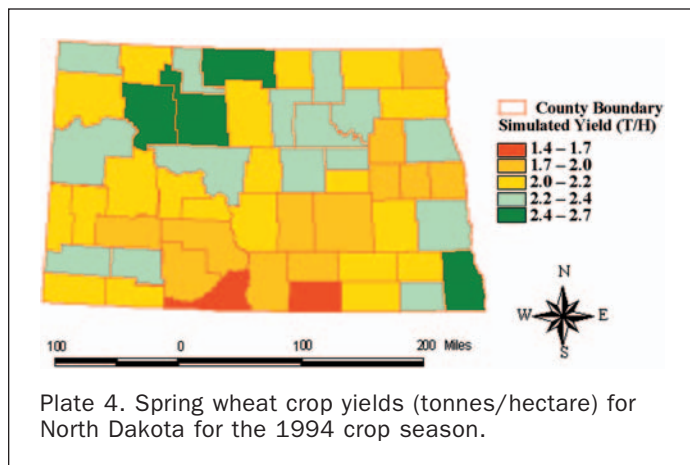 County Boundary
Simulated Yield (T/H)
1.4 – 1.7
1.7 – 2.0
2.0 – 2.2
2.2 – 2.4
2.4 – 2.7
N
W E
S
100 0 100 200 Miles
Plate 4. Spring wheat crop yields (tonnes/hectare) for
North Dakota for the 1994 crop season.